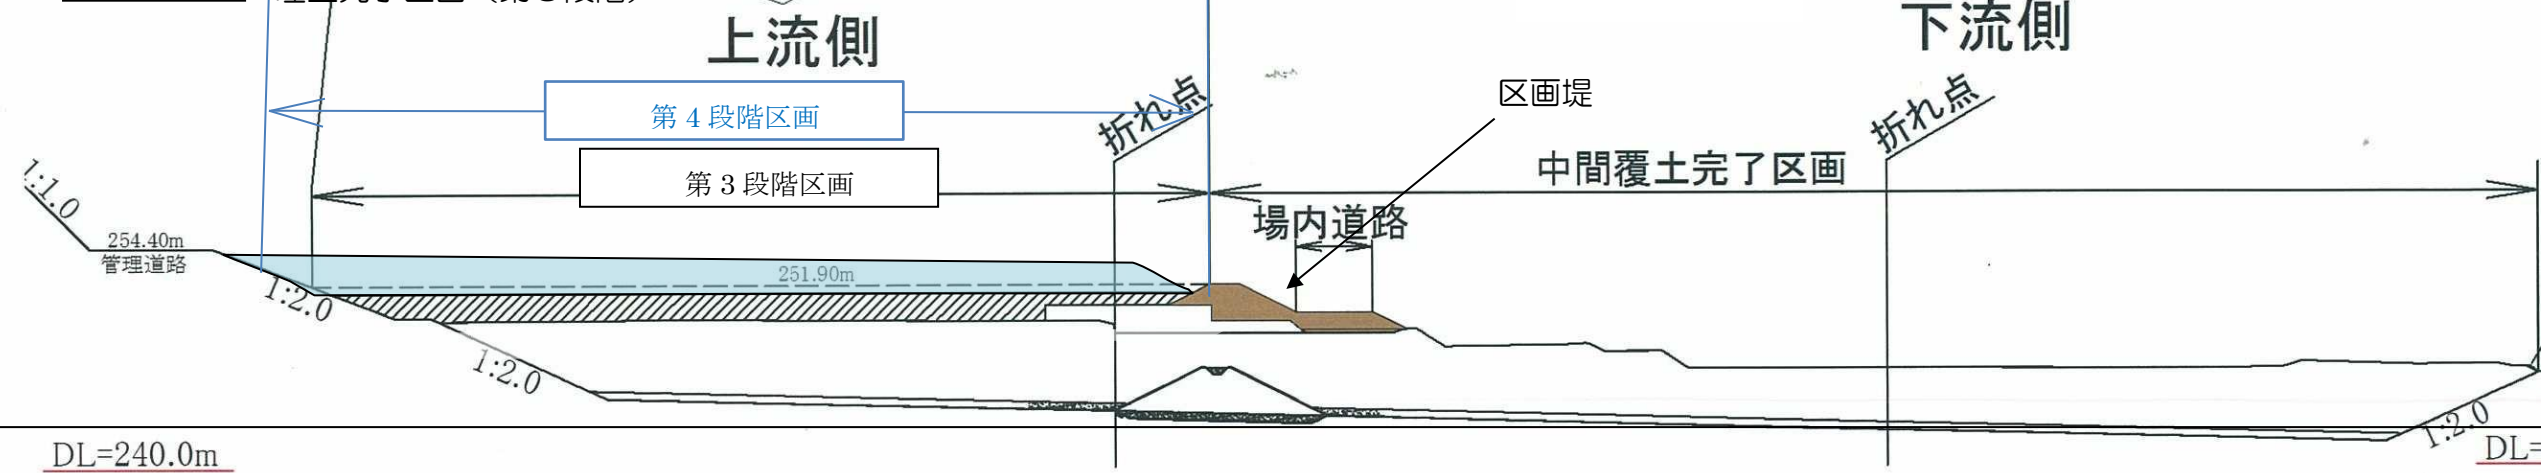 上流側
下流側
第４段階区画
折れ点
区画堤
折れ点
第３段階区画
中間覆土完了区画
1:1.0
場内道路
254.40m
管理道路
251.90m
1:2.0
1:2.0
1:2.0
DL=240.0m
DL=